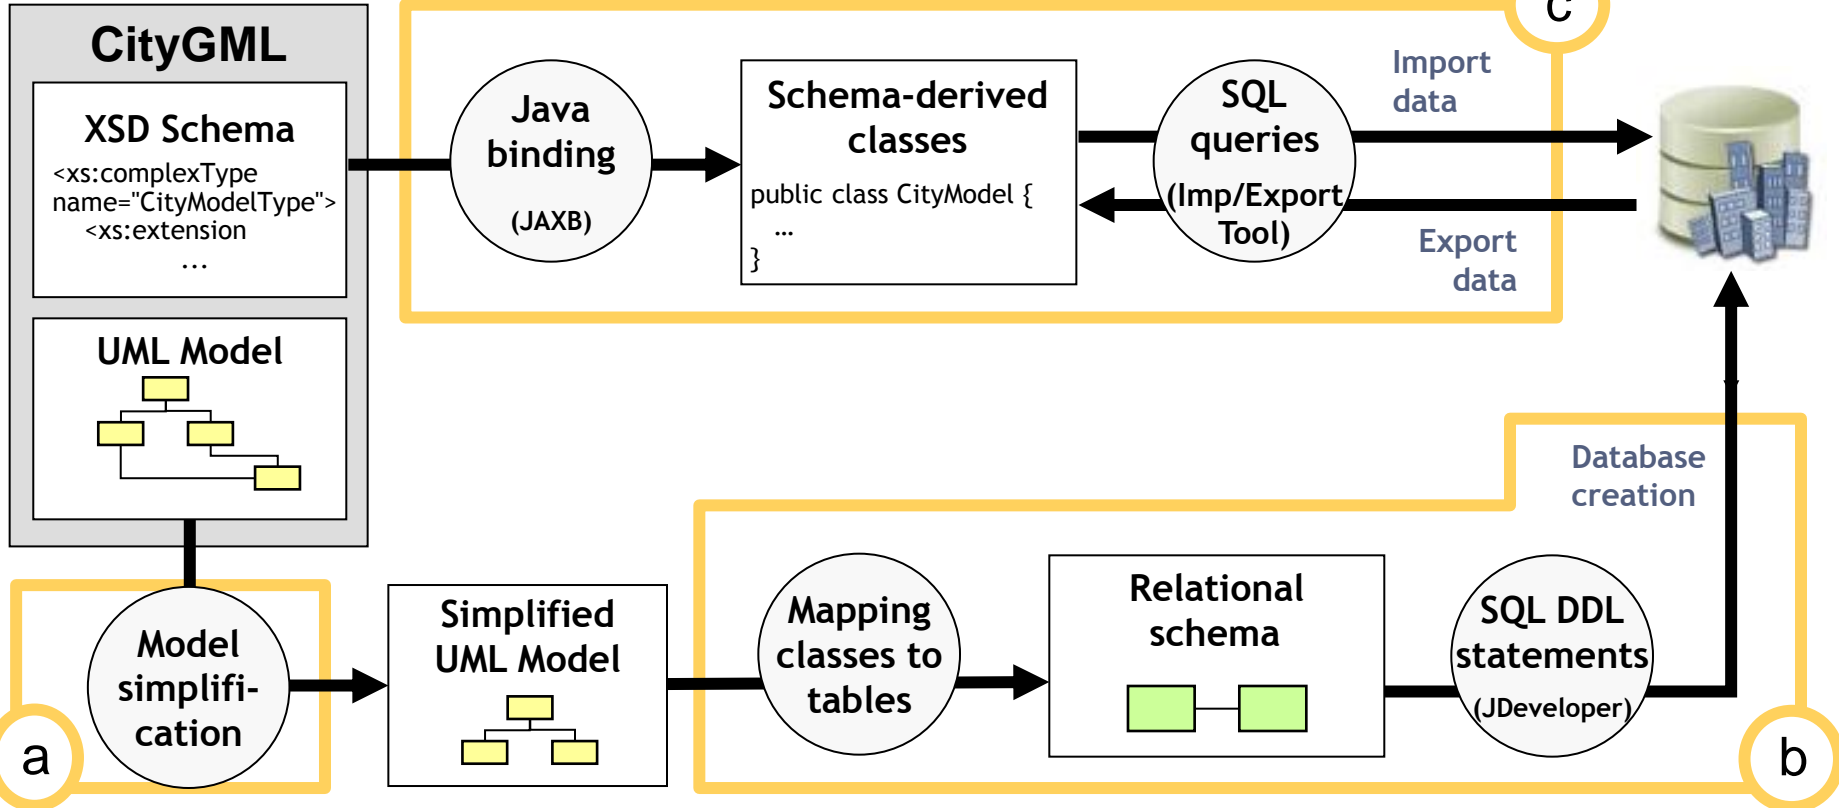 CityGML
XSD Schema
<xs:complexType
name="CityModelType">
<xs:extension
...
UML Model
Java
binding
(JAXB)
Schema-derived
classes
public class CityModel {
...
}
SQL
queries
(Imp/Export
Tool)
Import
data
Export
data
c
Model
simplifi-
cation
a
Simplified
UML Model
Mapping
classes to
tables
Relational
schema
SQL DDL
statements
(JDeveloper)
Database
creation
b